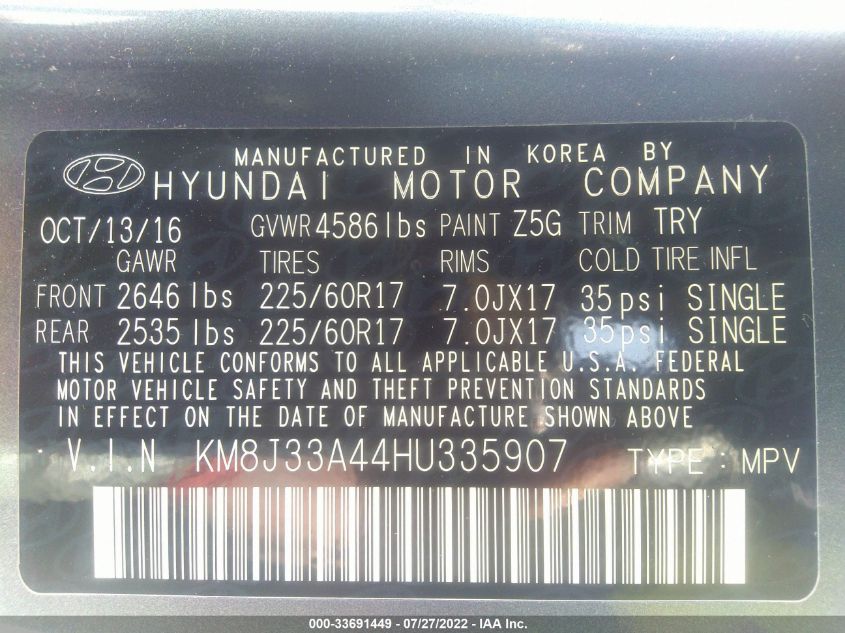 MANUFACTURED IN KOREA BY
HYUNDAI MOTOR COMPANY
OCT/13/16 GVWR 4586 lbs PAINT Z5G TRIM TRY
GAWR TIRES RIMS COLD TIRE INFL
FRONT 2646 lbs 225/60R17 7.0JX17 35psi SINGLE
REAR 2535 lbs 225/60R17 7.0JX17 35psi SINGLE
THIS VEHICLE CONFORMS TO ALL APPLICABLE U.S.A. FEDERAL
MOTOR VEHICLE SAFETY AND THEFT PREVENTION STANDARDS
IN EFFECT ON THE DATE OF MANUFACTURE SHOWN ABOVE
V.I.N KM8J33A44HU335907 TYPE : MPV
000-33691449 - 07/27/2022 - IAA Inc.